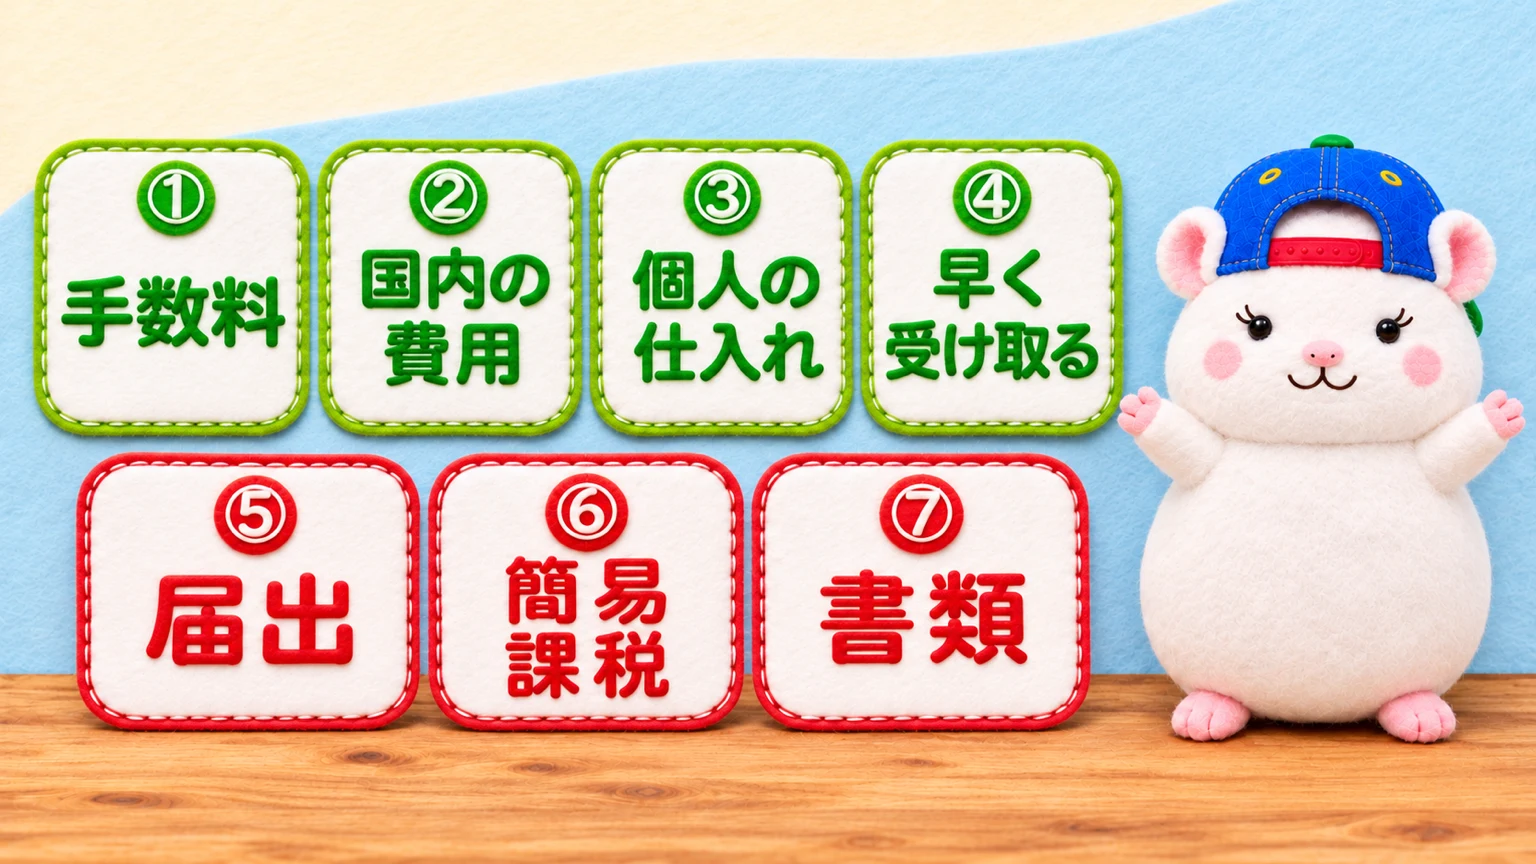 ①
手数料
②
国内の
費用
③
個人の
仕入れ
④
早く
受け取る
⑤
届出
⑥
簡易
課税
⑦
書類